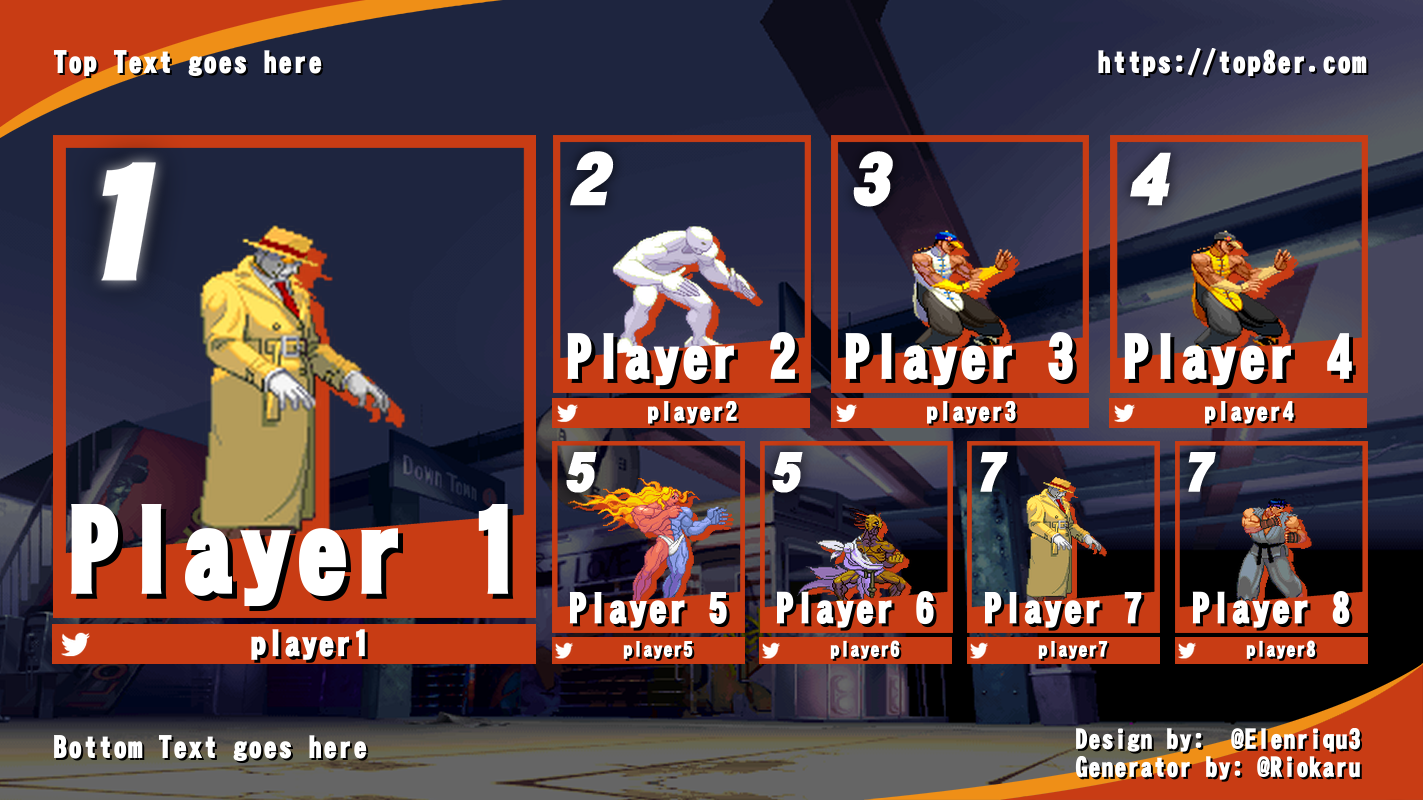 Top Text goes here
https://top8er.com
1
Player 1
player1
2
Player 2
player2
3
Player 3
player3
4
Player 4
player4
5
Player 5
player5
5
Player 6
player6
7
Player 7
player7
7
Player 8
player8
Down Town
Bottom Text goes here
Design by: @Elenriqu3
Generator by: @Riokaru